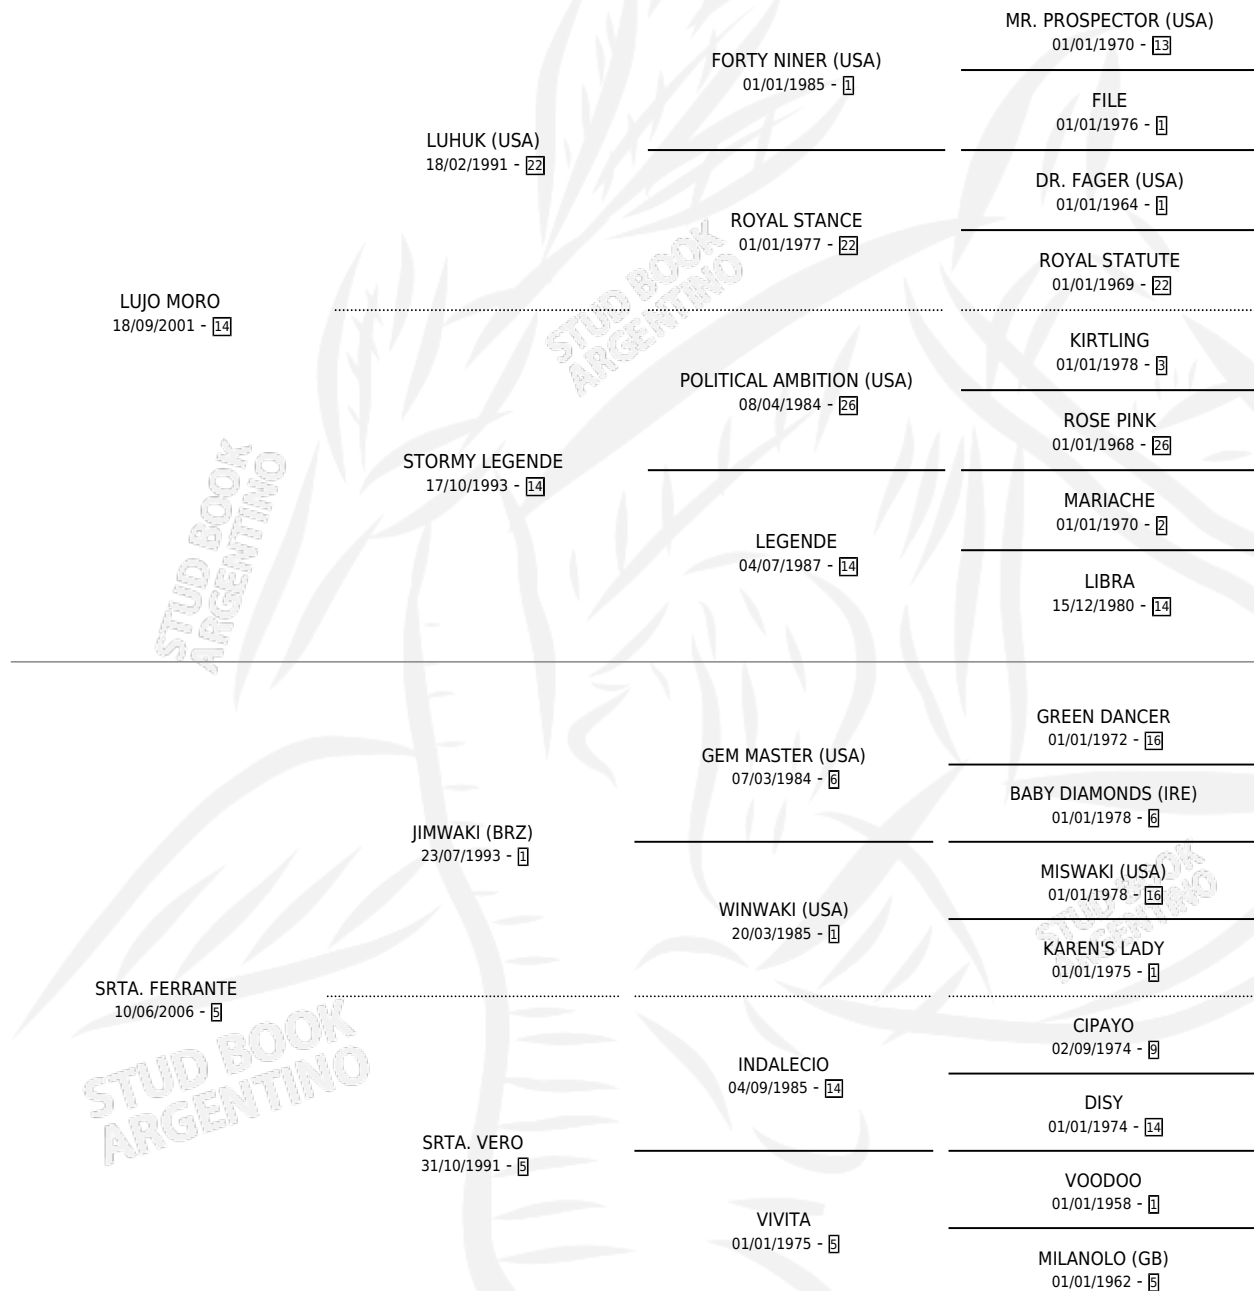 MR. PROSPECTOR (USA)
01/01/1970 - 13
FORTY NINER (USA)
01/01/1985 - 1
FILE
01/01/1976 - 1
LUHUK (USA)
18/02/1991 - 22
DR. FAGER (USA)
01/01/1964 - 1
ROYAL STANCE
01/01/1977 - 22
ROYAL STATUTE
01/01/1969 - 22
LUJO MORO
18/09/2001 - 14
KIRTLING
01/01/1978 - 3
POLITICAL AMBITION (USA)
08/04/1984 - 26
ROSE PINK
01/01/1968 - 26
STORMY LEGENDE
17/10/1993 - 14
MARIACHE
01/01/1970 - 2
LEGENDE
04/07/1987 - 14
LIBRA
15/12/1980 - 14
GREEN DANCER
01/01/1972 - 16
GEM MASTER (USA)
07/03/1984 - 6
BABY DIAMONDS (IRE)
01/01/1978 - 6
JIMWAKI (BRZ)
23/07/1993 - 1
MISWAKI (USA)
01/01/1978 - 16
WINWAKI (USA)
20/03/1985 - 1
KAREN'S LADY
01/01/1975 - 1
SRTA. FERRANTE
10/06/2006 - 5
CIPAYO
02/09/1974 - 9
INDALECIO
04/09/1985 - 14
DISY
01/01/1974 - 14
SRTA. VERO
31/10/1991 - 5
VOODOO
01/01/1958 - 1
VIVITA
01/01/1975 - 5
MILANOLO (GB)
01/01/1962 - 5
STUD BOOK
ARGENTINO
STUD BOOK
ARGENTINO
STUD BOOK
ARGENTINO
STUD BOOK
ARGENTINO